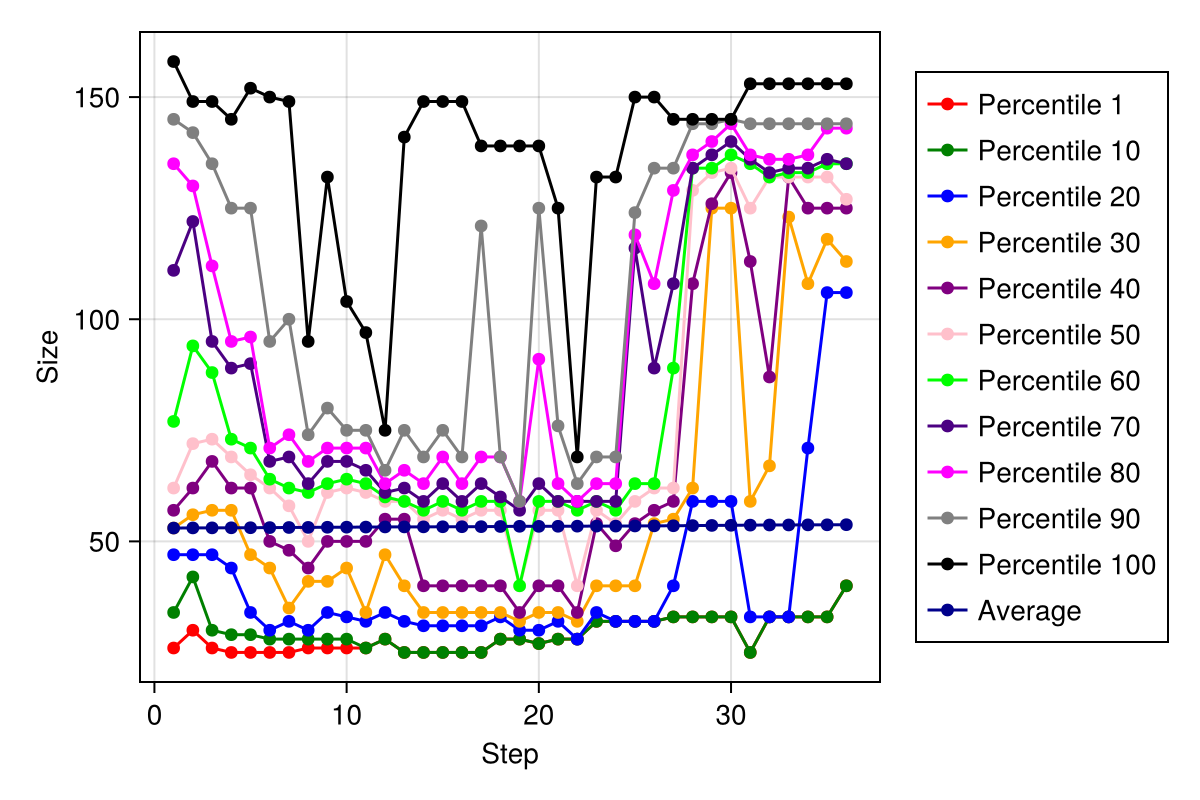 150
100
50
Size
0
10
20
30
Step
Percentile 1
Percentile 10
Percentile 20
Percentile 30
Percentile 40
Percentile 50
Percentile 60
Percentile 70
Percentile 80
Percentile 90
Percentile 100
Average